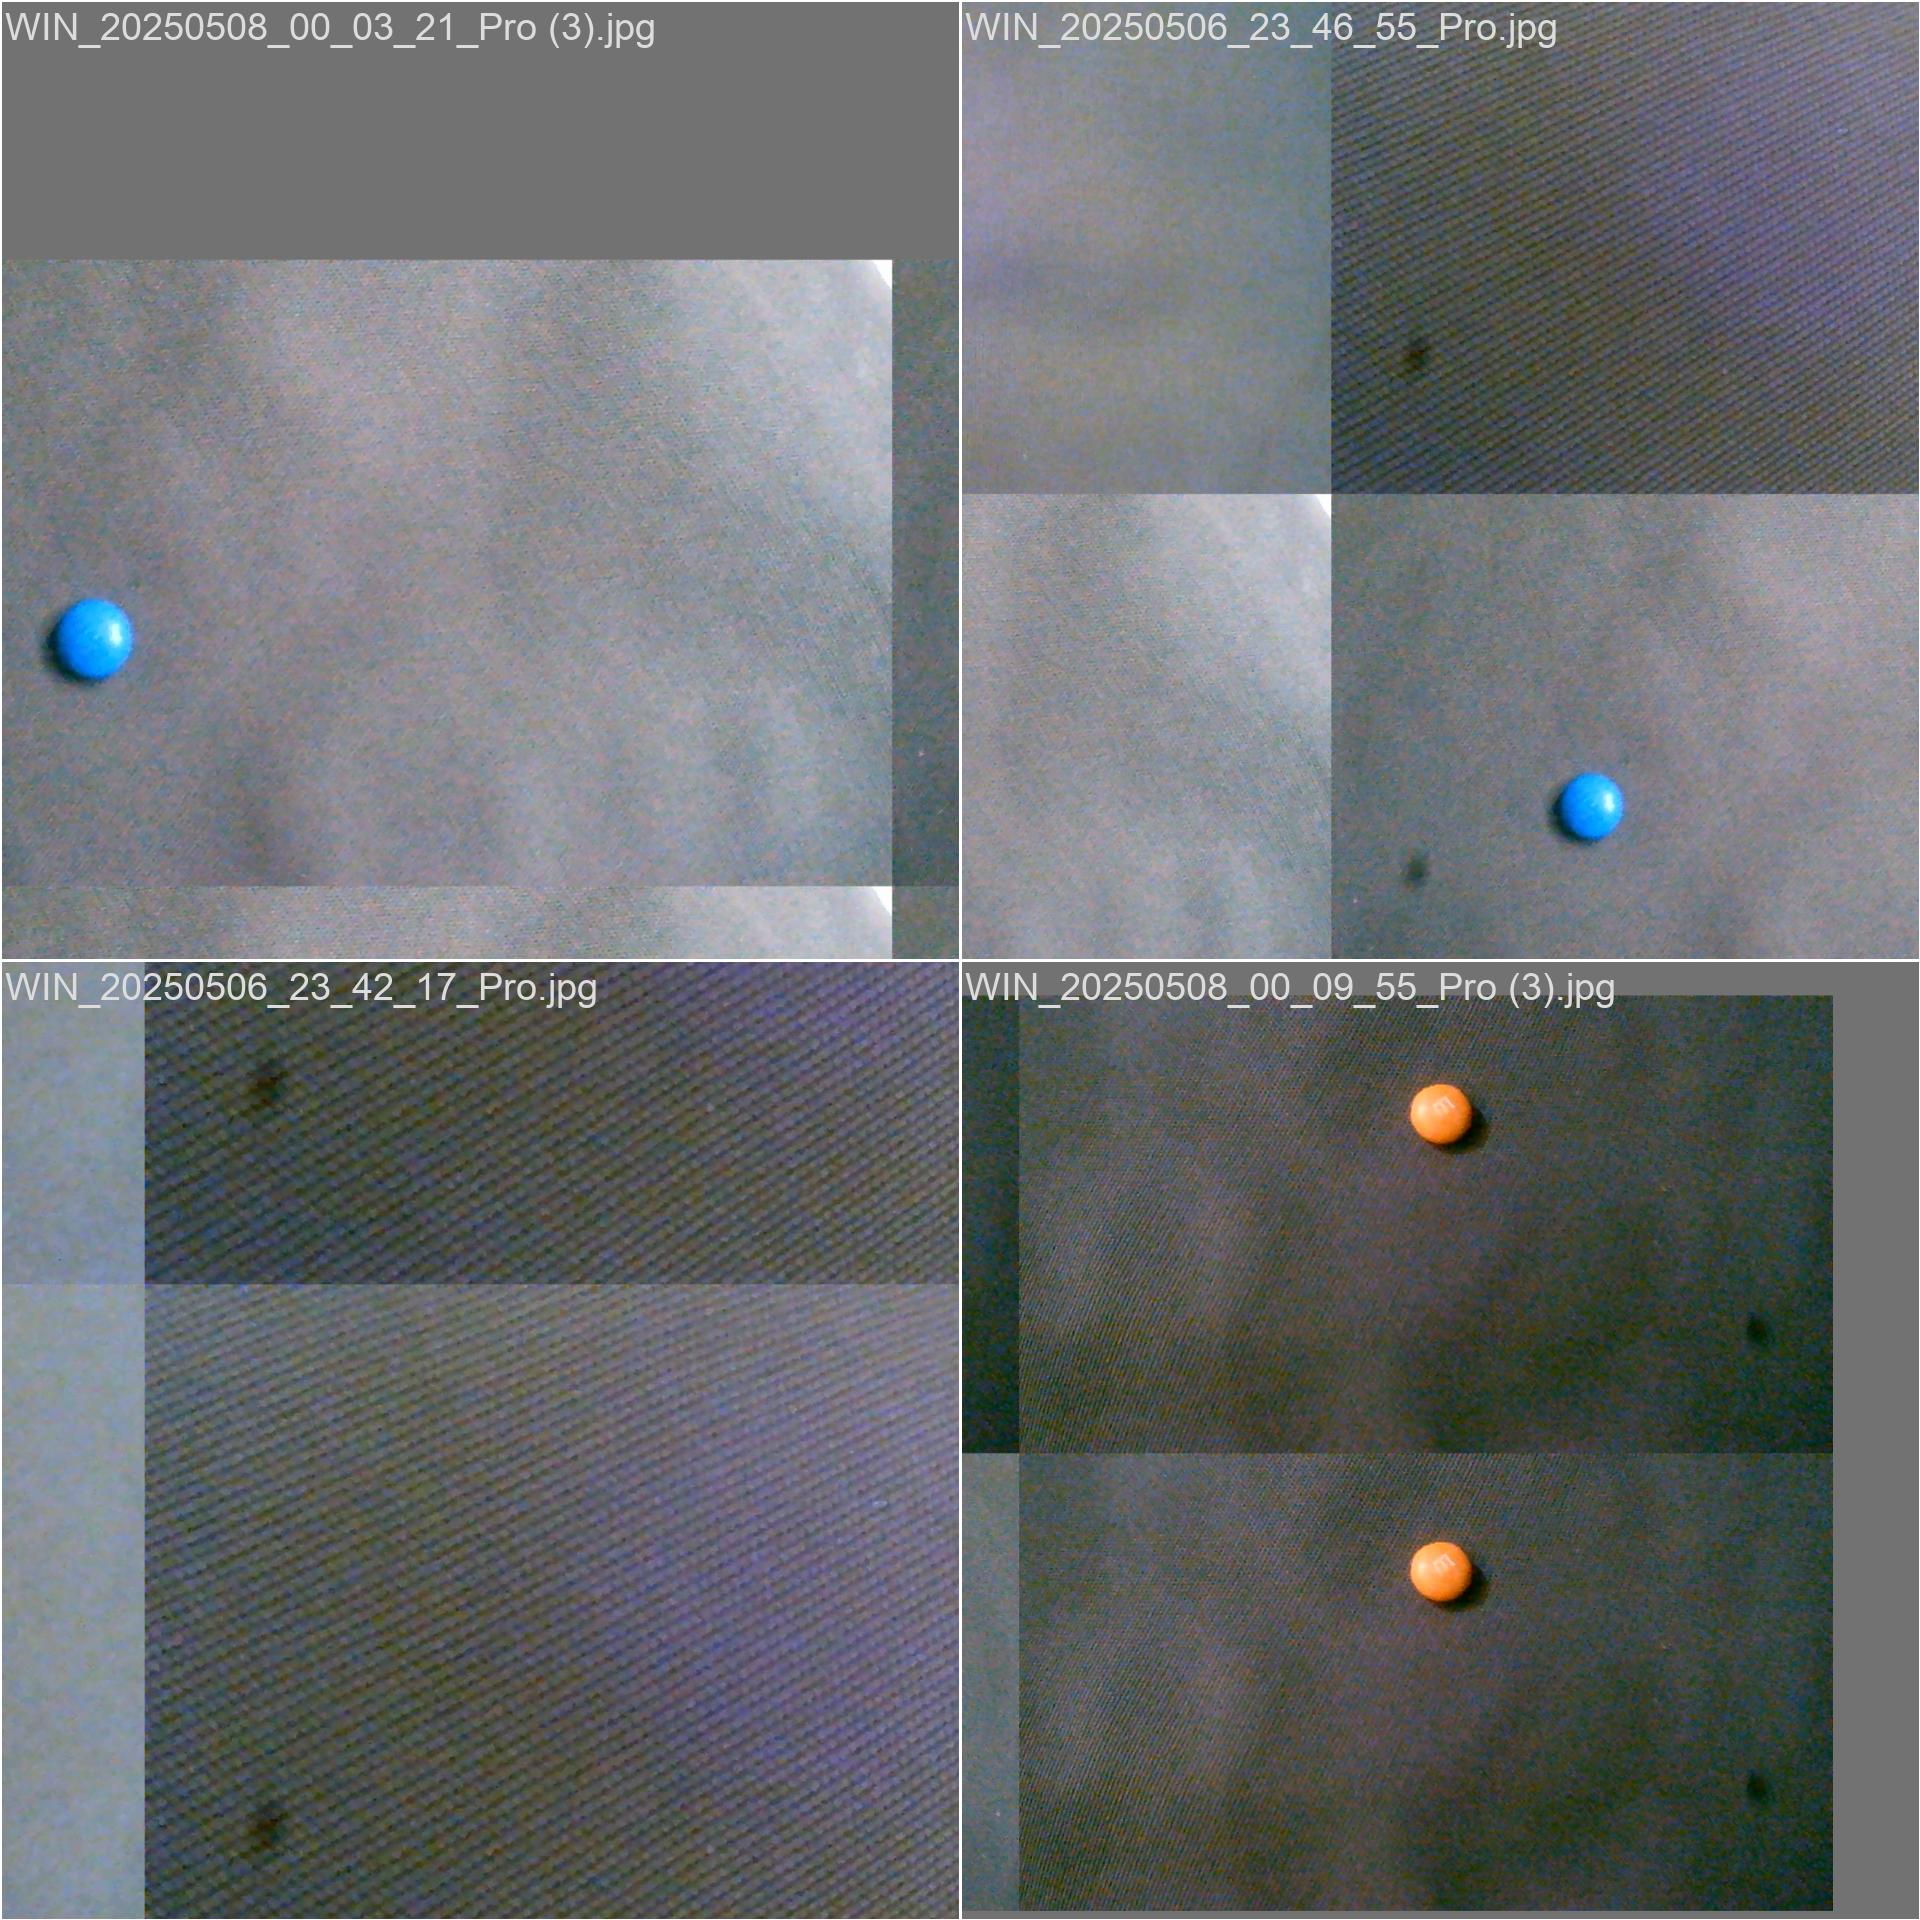 WIN_20250508_00_03_21_Pro (3).jpg
WIN_20250506_23_46_55_Pro.jpg
WIN_20250506_23_42_17_Pro.jpg
WIN_20250508_00_09_55_Pro (3).jpg
m
m